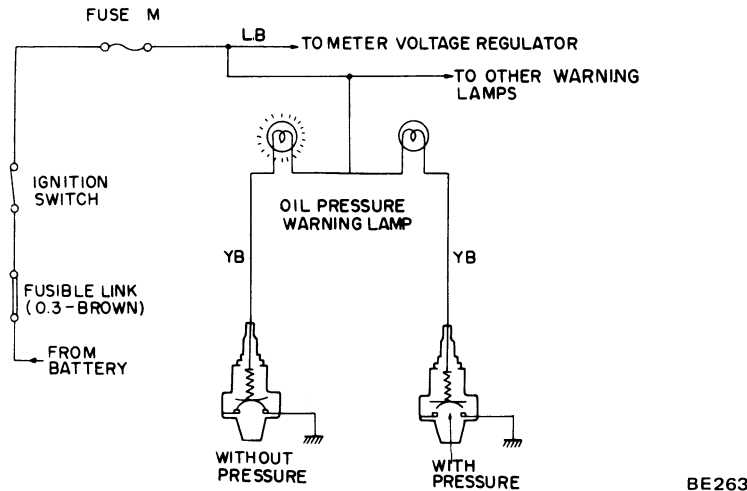 FUSE M
L.B
TO METER VOLTAGE REGULATOR
TO OTHER WARNING
LAMPS
IGNITION
SWITCH
OIL PRESSURE
WARNING LAMP
YB
YB
FUSIBLE LINK
(0.3-BROWN)
FROM
BATTERY
WITHOUT
PRESSURE
WITH
PRESSURE
BE263